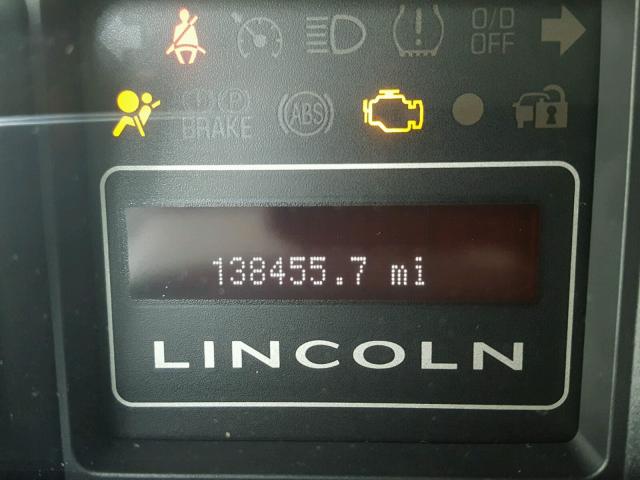 O/D
OFF
(!) (P)
BRAKE
ABS
138455.7 mi
LINCOLN